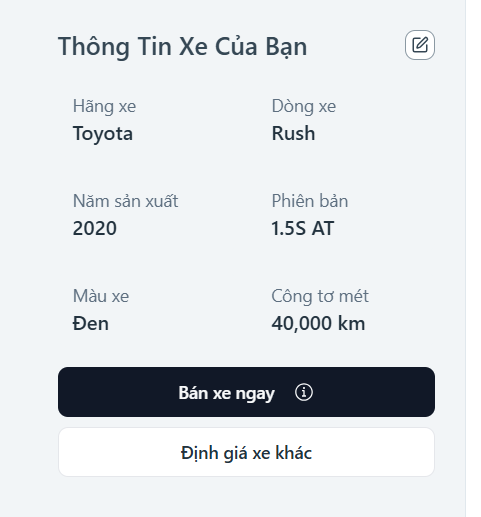 Thông Tin Xe Của Bạn
Hãng xe
Dòng xe
Toyota
Rush
Năm sản xuất
Phiên bản
2020
1.5S AT
Màu xe
Công tơ mét
Đen
40,000 km
Bán xe ngay
Định giá xe khác